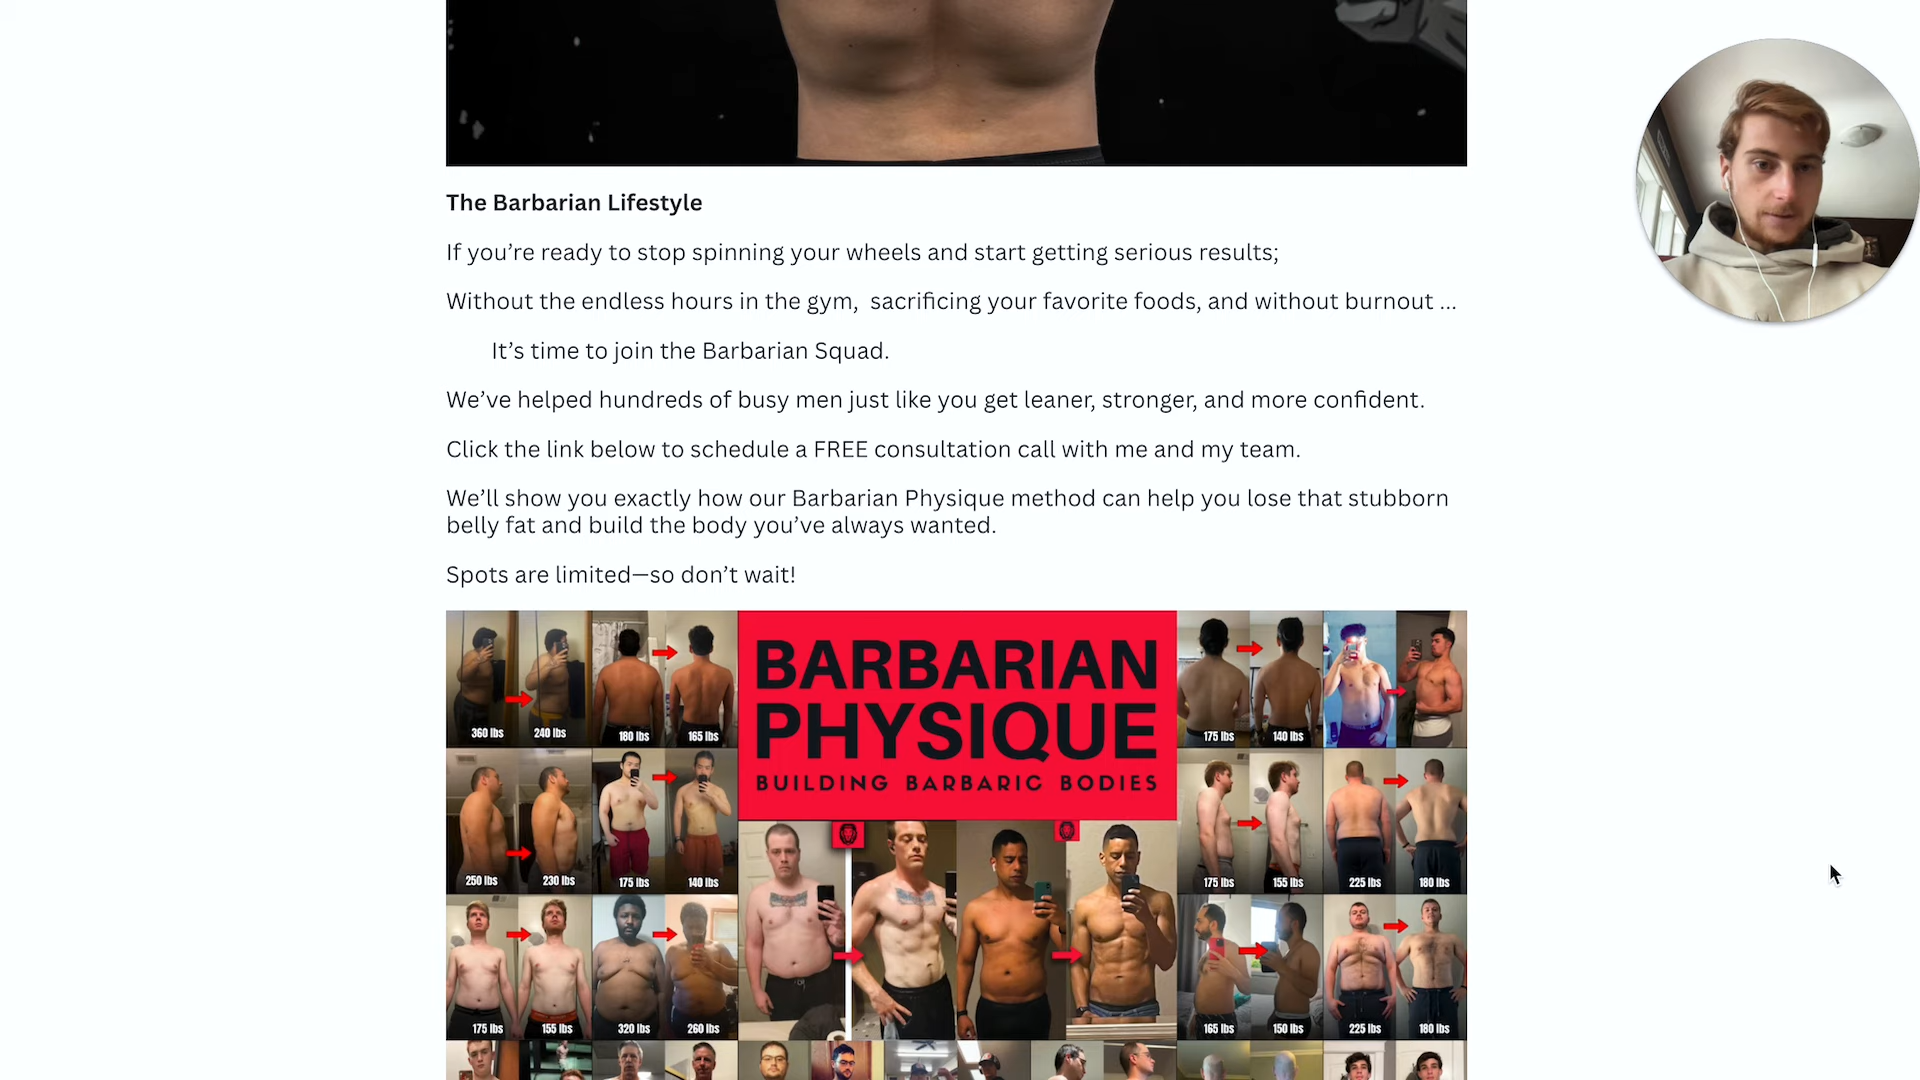 The Barbarian Lifestyle
If you’re ready to stop spinning your wheels and start getting serious results;
Without the endless hours in the gym,  sacrificing your favorite foods, and without burnout ...
It’s time to join the Barbarian Squad.
We’ve helped hundreds of busy men just like you get leaner, stronger, and more confident.
Click the link below to schedule a FREE consultation call with me and my team.
We’ll show you exactly how our Barbarian Physique method can help you lose that stubborn
belly fat and build the body you’ve always wanted.
Spots are limited—so don’t wait!
BARBARIAN
PHYSIQUE
BUILDING BARBARIC BODIES
360 lbs 240 lbs 180 lbs 165 lbs 175 lbs 140 lbs
250 lbs 230 lbs 175 lbs 140 lbs 175 lbs 155 lbs 225 lbs 180 lbs
175 lbs 155 lbs 320 lbs 260 lbs 165 lbs 150 lbs 225 lbs 180 lbs